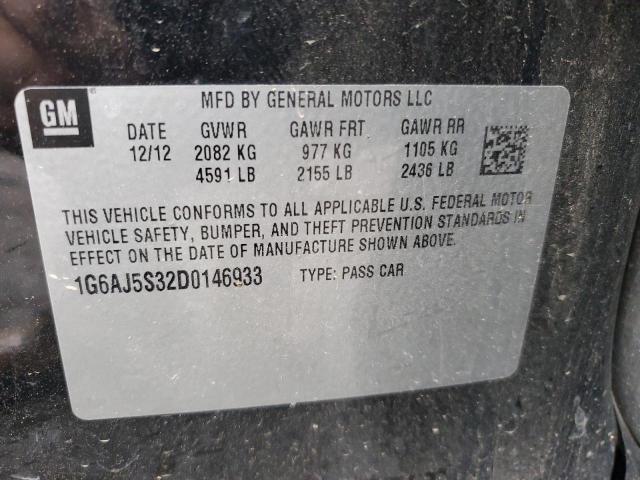 GM ®
MFD BY GENERAL MOTORS LLC
DATE GVWR GAWR FRT GAWR RR
12/12 2082 KG 977 KG 1105 KG
4591 LB 2155 LB 2436 LB
THIS VEHICLE CONFORMS TO ALL APPLICABLE U.S. FEDERAL MOTOR
VEHICLE SAFETY, BUMPER, AND THEFT PREVENTION STANDARDS IN
EFFECT ON THE DATE OF MANUFACTURE SHOWN ABOVE.
1G6AJ5S32D0146933 TYPE: PASS CAR